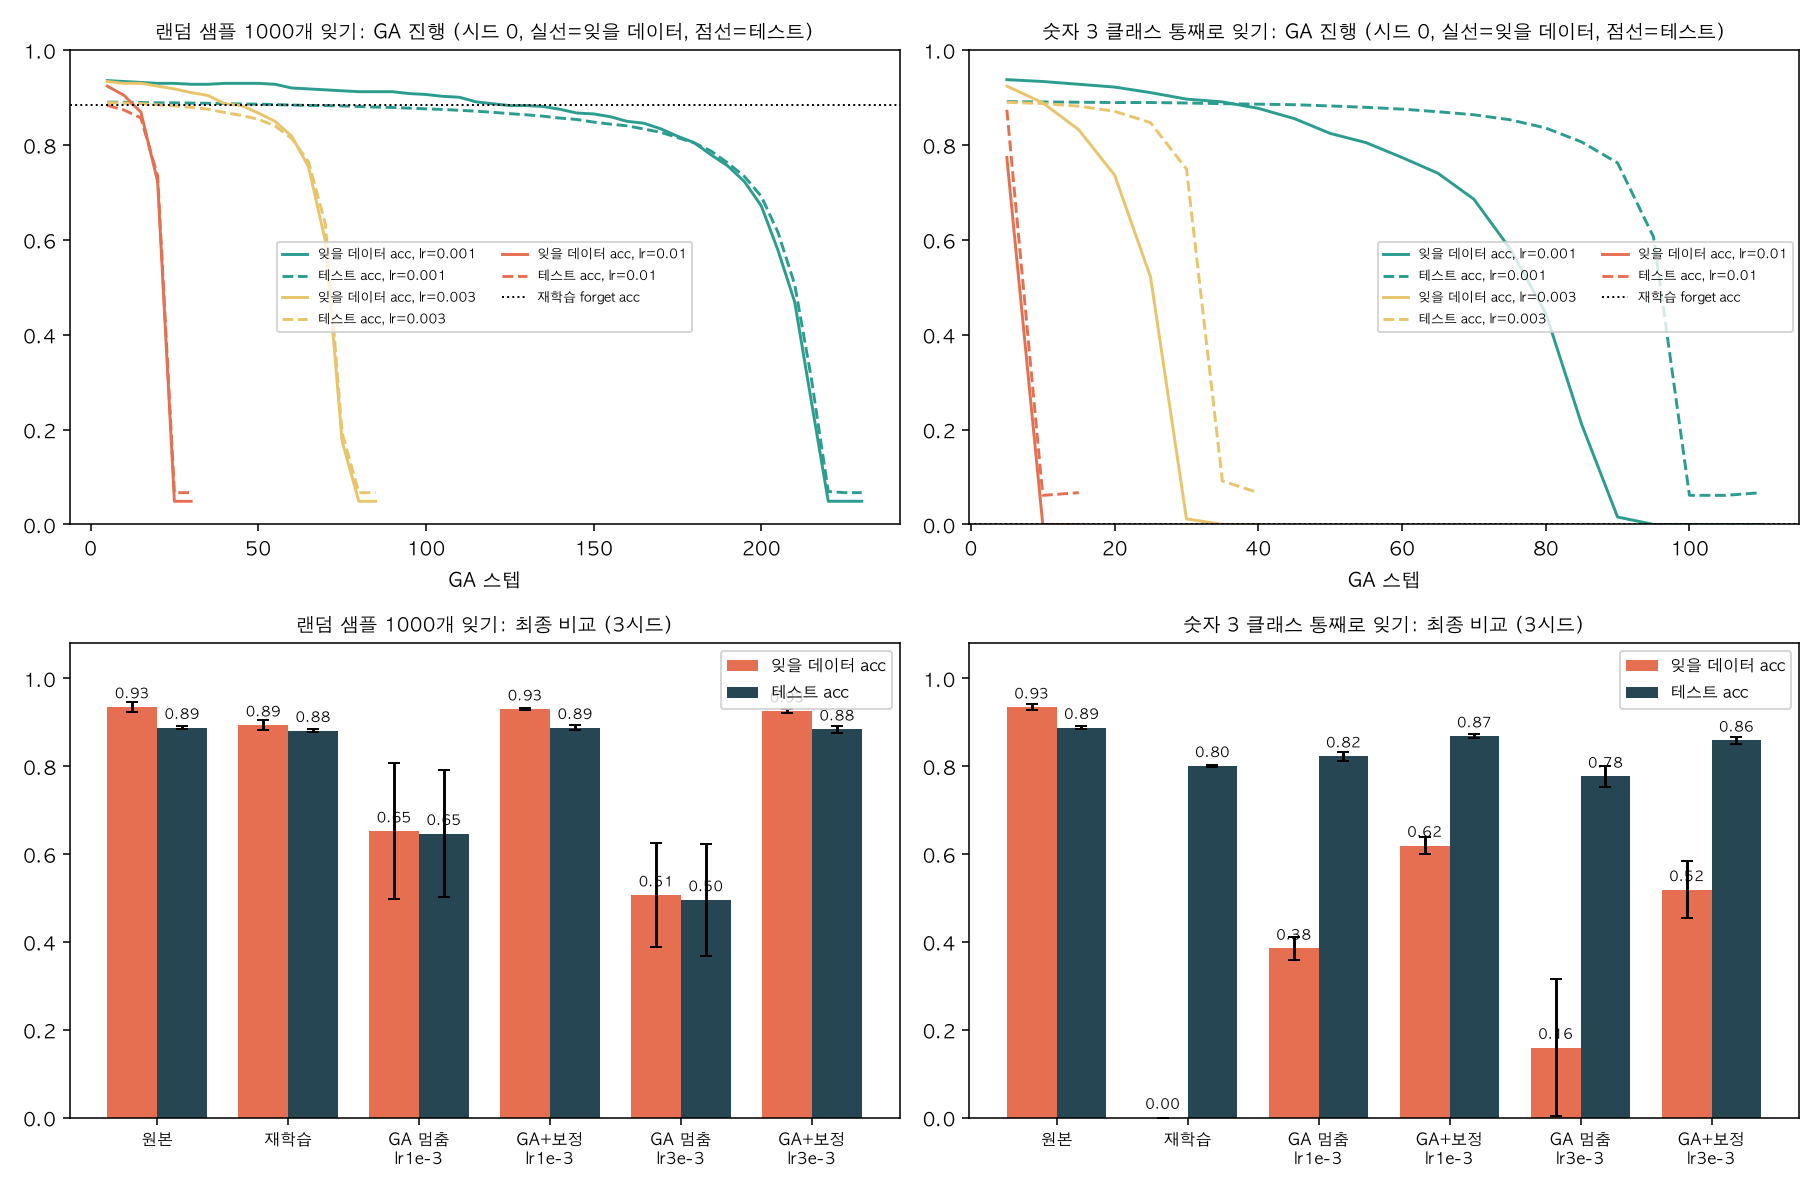 랜덤 샘플 1000개 잊기: GA 진행 (시드 0, 실선=잊을 데이터, 점선=테스트)
1.0
0.8
0.6
0.4
0.2
0.0
잊을 데이터 acc, lr=0.001
테스트 acc, lr=0.001
잊을 데이터 acc, lr=0.003
테스트 acc, lr=0.003
잊을 데이터 acc, lr=0.01
테스트 acc, lr=0.01
재학습 forget acc
0 50 100 150 200
GA 스텝
숫자 3 클래스 통째로 잊기: GA 진행 (시드 0, 실선=잊을 데이터, 점선=테스트)
1.0
0.8
0.6
0.4
0.2
0.0
잊을 데이터 acc, lr=0.001
테스트 acc, lr=0.001
잊을 데이터 acc, lr=0.003
테스트 acc, lr=0.003
잊을 데이터 acc, lr=0.01
테스트 acc, lr=0.01
재학습 forget acc
0 20 40 60 80 100
GA 스텝
랜덤 샘플 1000개 잊기: 최종 비교 (3시드)
잊을 데이터 acc
테스트 acc
1.0
0.8
0.6
0.4
0.2
0.0
0.93 0.89 0.89 0.88 0.65 0.65 0.93 0.89 0.51 0.50 0.88
원본 재학습 GA 멈춤 GA+보정 GA 멈춤 GA+보정
lr1e-3 lr1e-3 lr3e-3 lr3e-3
숫자 3 클래스 통째로 잊기: 최종 비교 (3시드)
잊을 데이터 acc
테스트 acc
1.0
0.8
0.6
0.4
0.2
0.0
0.93 0.89 0.00 0.80 0.38 0.82 0.62 0.87 0.16 0.78 0.52 0.86
원본 재학습 GA 멈춤 GA+보정 GA 멈춤 GA+보정
lr1e-3 lr1e-3 lr3e-3 lr3e-3